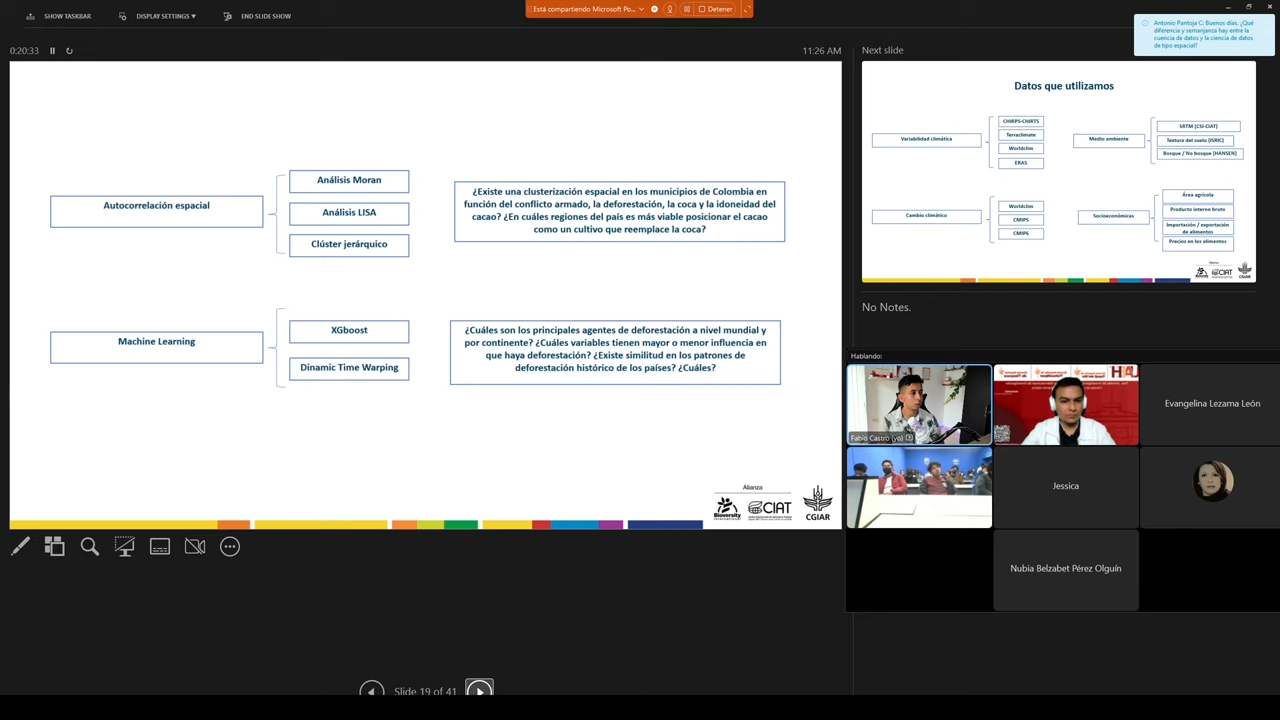 SHOW TASKBAR
DISPLAY SETTINGS ▾
END SLIDE SHOW
Está compartiendo Microsoft Po...
Detener
Antonio Pantoja C: Buenos días. ¿Qué
diferencia y semanjanza hay entre la
cuencia de datos y la ciencia de datos
de tipo espacial?
0:20:33
11:26 AM
Autocorrelación espacial
Análisis Moran
Análisis LISA
Clúster jerárquico
¿Existe una clusterización espacial en los municipios de Colombia en
función del conflicto armado, la deforestación, la coca y la idoneidad del
cacao? ¿En cuáles regiones del país es más viable posicionar el cacao
como un cultivo que reemplace la coca?
Machine Learning
XGboost
Dinamic Time Warping
¿Cuáles son los principales agentes de deforestación a nivel mundial y
por continente? ¿Cuáles variables tienen mayor o menor influencia en
que haya deforestación? ¿Existe similitud en los patrones de
deforestación histórico de los países? ¿Cuáles?
Alianza
Bioversity
CIAT
CGIAR
Slide 19 of 41
Next slide
Datos que utilizamos
Variabilidad climática
CHIRPS-CHIRTS
Terraclimate
Worldclim
ERA5
Medio ambiente
SRTM (CSI-CIAT)
Textura del suelo (ISRIC)
Bosque / No bosque (HANSEN)
Cambio climático
Worldclim
CMIP5
CMIP6
Socioeconómicas
Área agrícola
Producto interno bruto
Importación / exportación
de alimentos
Precios en los alimentos
Alianza
Bioversity
CIAT
CGIAR
No Notes.
Hablando:
Fabio Castro (yo)
Evangelina Lezama León
Jessica
Nubia Belzabet Pérez Olguín